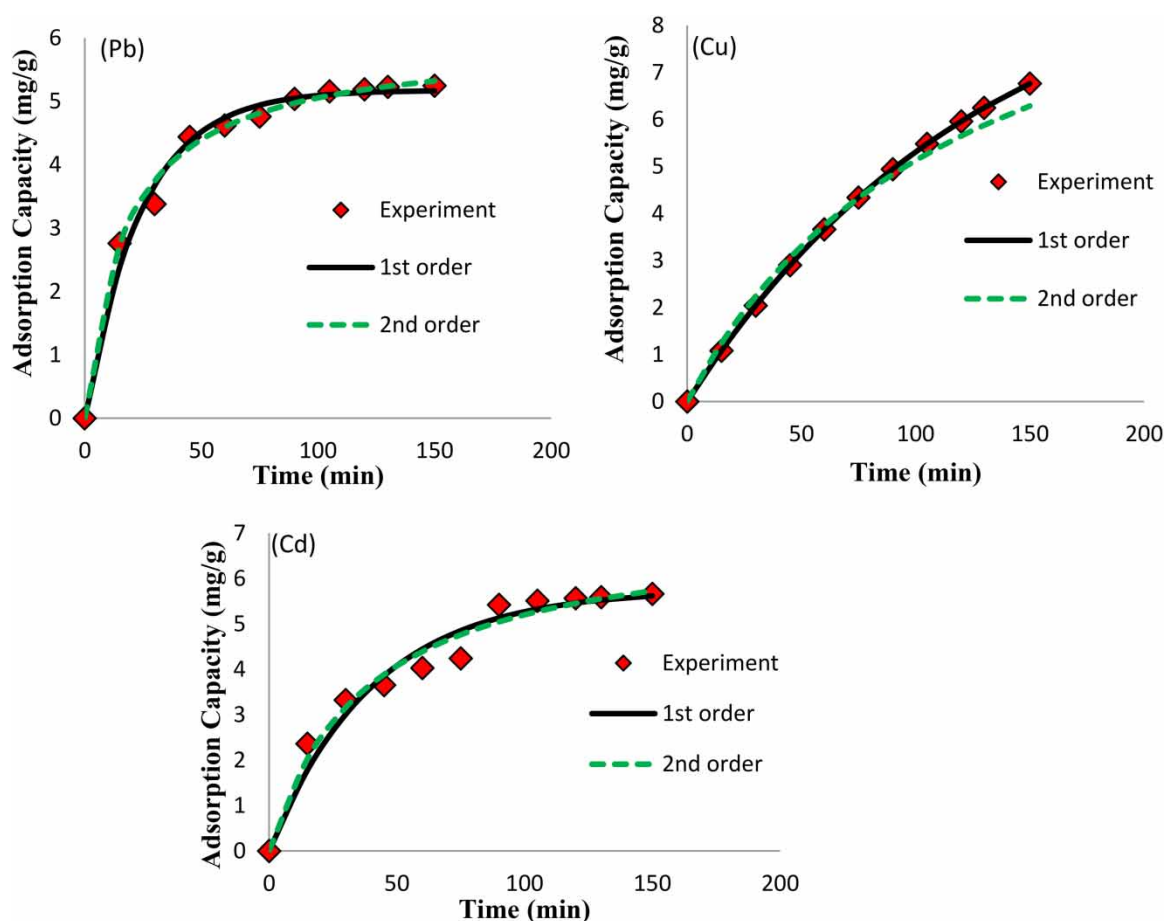 (Pb)
Adsorption Capacity (mg/g)
6
5
4
3
2
1
0
0 50 100 150 200
Time (min)
Experiment
1st order
2nd order
(Cu)
Adsorption Capacity (mg/g)
8
7
6
5
4
3
2
1
0
0 50 100 150 200
Time (min)
Experiment
1st order
2nd order
(Cd)
Adsorption Capacity (mg/g)
7
6
5
4
3
2
1
0
0 50 100 150 200
Time (min)
Experiment
1st order
2nd order